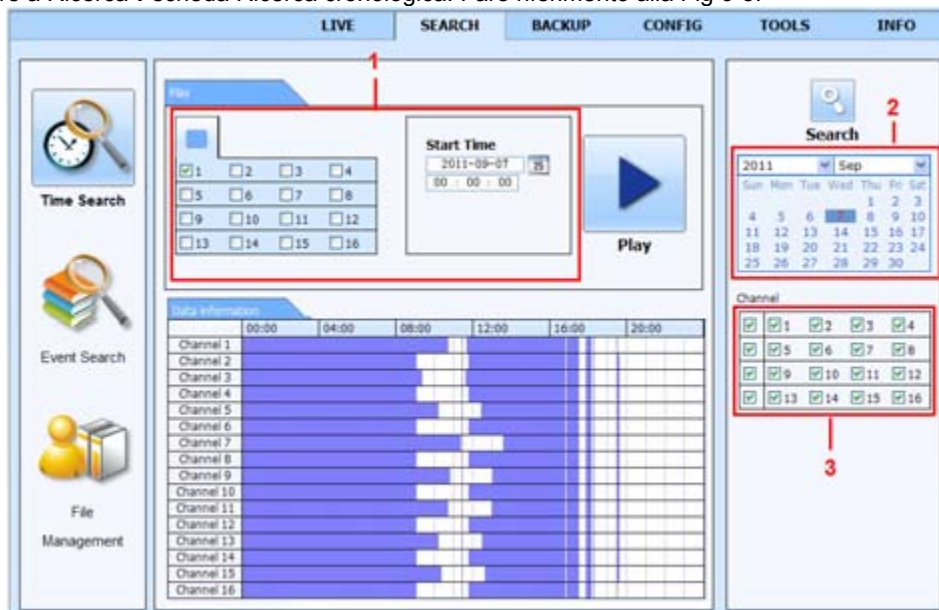 LIVE SEARCH BACKUP CONFIG TOOLS INFO
1
Play
1 2 3 4
5 6 7 8
9 10 11 12
13 14 15 16
Start Time
2011-09-07
00 : 00 : 00
Play
Time Search
Event Search
File
Management
Data information
00:00 04:00 08:00 12:00 16:00 20:00
Channel 1
Channel 2
Channel 3
Channel 4
Channel 5
Channel 6
Channel 7
Channel 8
Channel 9
Channel 10
Channel 11
Channel 12
Channel 13
Channel 14
Channel 15
Channel 16
Search
2
2011 Sep
Sun Mon Tue Wed Thu Fri Sat
1 2 3
4 5 6 7 8 9 10
11 12 13 14 15 16 17
18 19 20 21 22 23 24
25 26 27 28 29 30
Channel
1 2 3 4
5 6 7 8
9 10 11 12
13 14 15 16
3